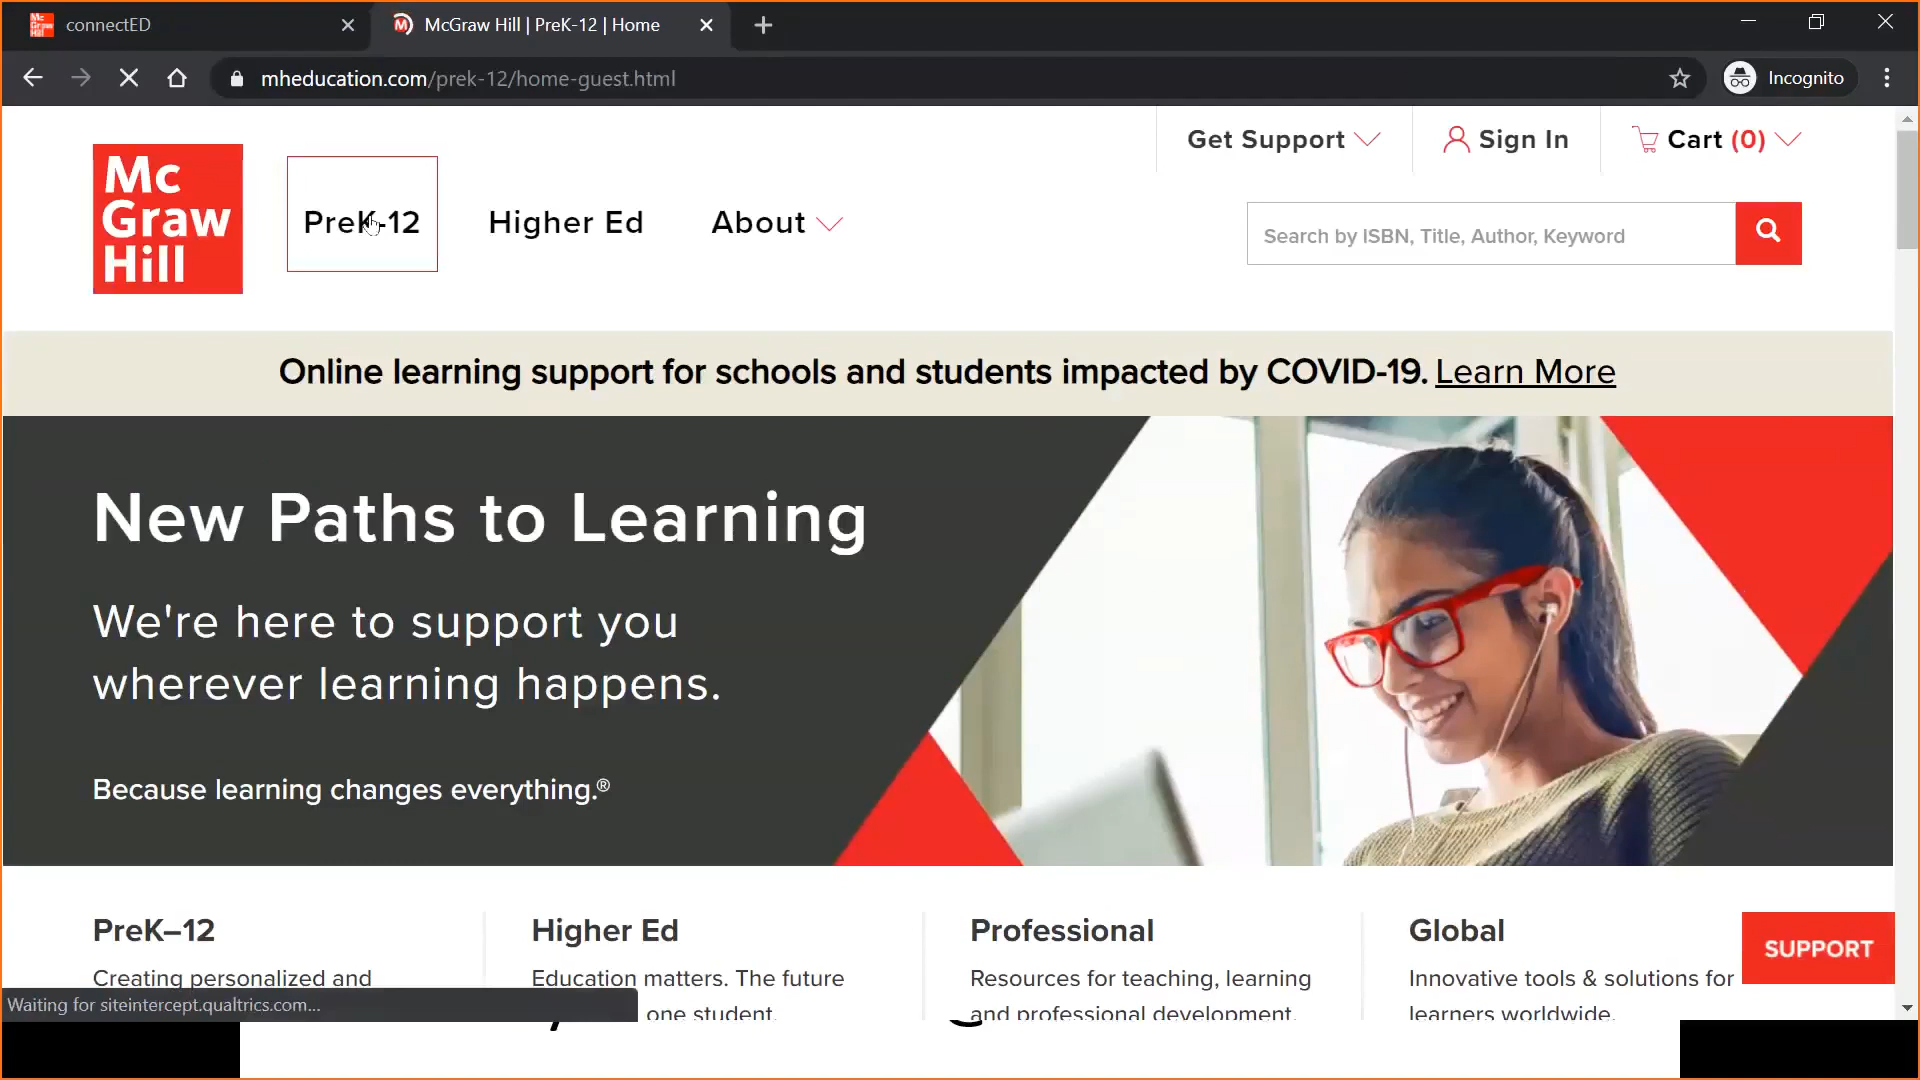 connectED
McGraw Hill | PreK-12 | Home
mheducation.com/prek-12/home-guest.html
Incognito
Get Support
Sign In
Cart (0)
Mc
Graw
Hill
PreK-12
Higher Ed
About
Search by ISBN, Title, Author, Keyword
Online learning support for schools and students impacted by COVID-19. Learn More
New Paths to Learning
We're here to support you
wherever learning happens.
Because learning changes everything.®
PreK–12
Creating personalized and
Higher Ed
Education matters. The future
one student.
Professional
Resources for teaching, learning
and professional development.
Global
Innovative tools & solutions for
learners worldwide.
SUPPORT
Waiting for siteintercept.qualtrics.com...